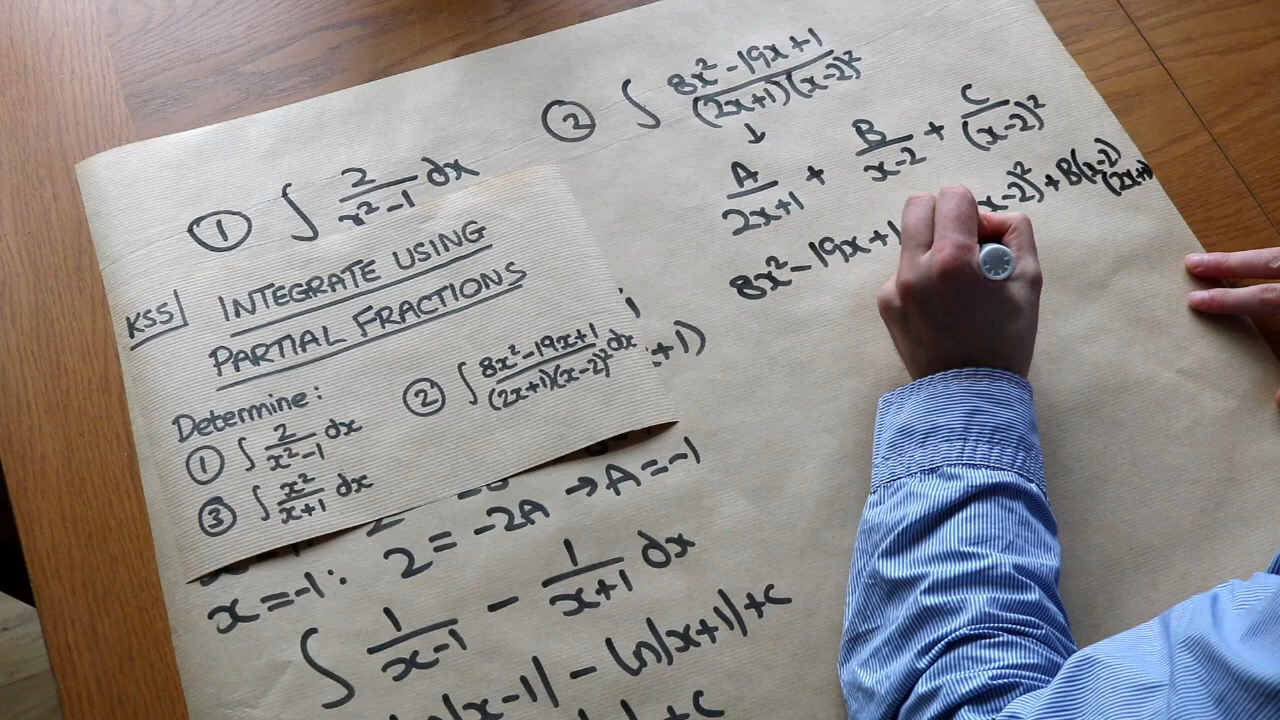 ① ∫ 2/(x²-1) dx
KSS INTEGRATE USING
PARTIAL FRACTIONS
Determine:
① ∫ 2/(x²-1) dx
② ∫ (8x²-19x+1)/((2x+1)(x-2)²) dx
③ ∫ x²/(x+1) dx
+1)
2 = -2A → A = -1
x = -1:
∫ 1/(x-1) - 1/(x+1) dx
|x-1| - ln|x+1| + c
+ c
② ∫ (8x²-19x+1)/((2x+1)(x-2)²)
↓
A/(2x+1) + B/(x-2) + C/(x-2)²
8x²-19x+1 x-2)² + B(x-2)
(2x+1)